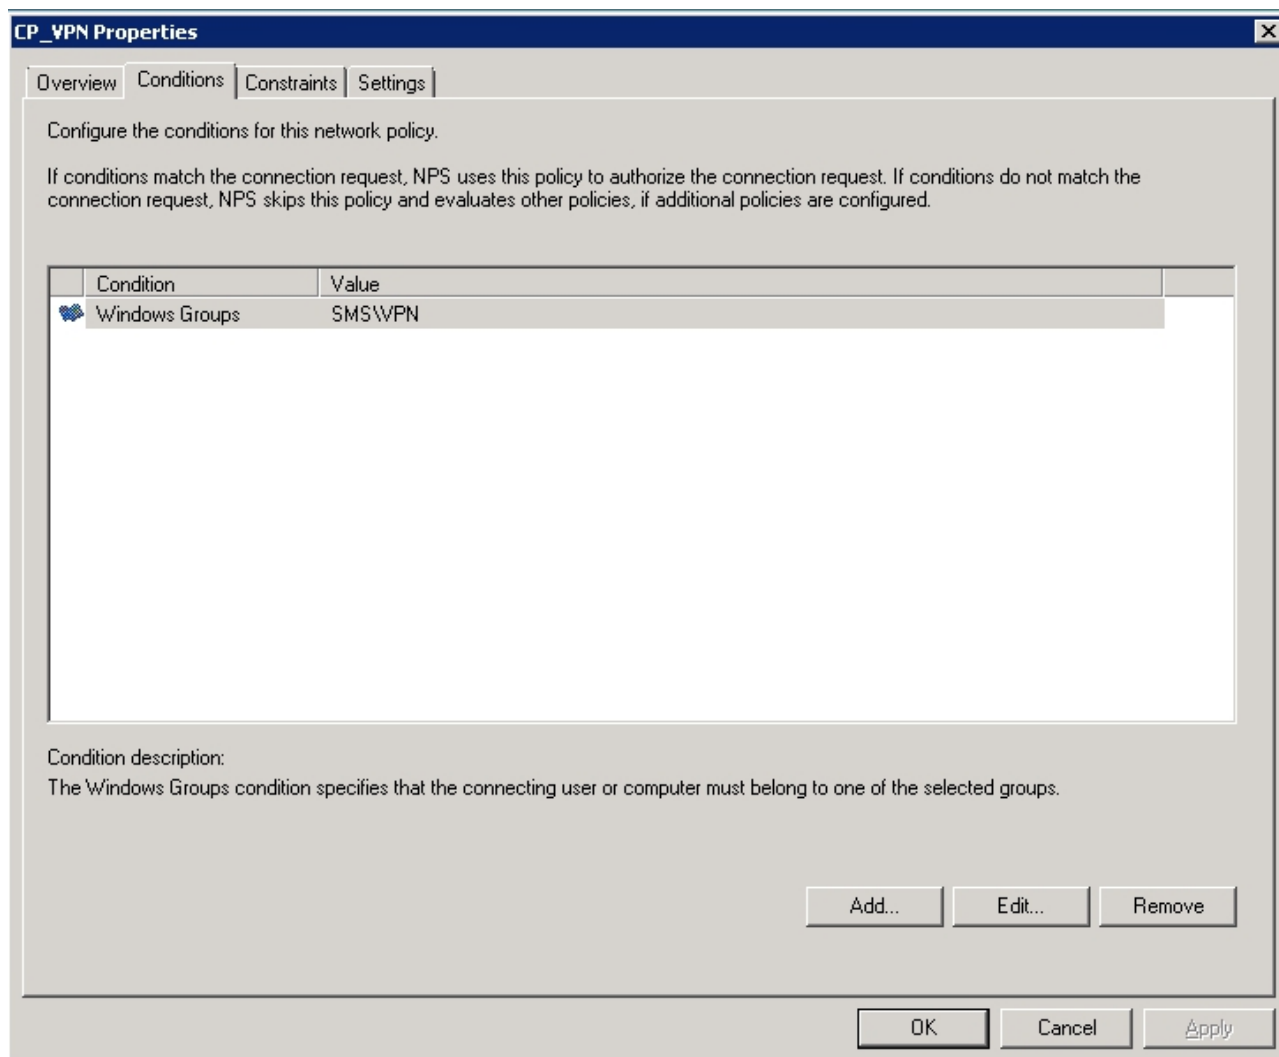 CP_VPN Properties
Overview Conditions Constraints Settings
Configure the conditions for this network policy.
If conditions match the connection request, NPS uses this policy to authorize the connection request. If conditions do not match the
connection request, NPS skips this policy and evaluates other policies, if additional policies are configured.
Condition Value
Windows Groups SMS\VPN
Condition description:
The Windows Groups condition specifies that the connecting user or computer must belong to one of the selected groups.
Add... Edit... Remove
OK Cancel Apply